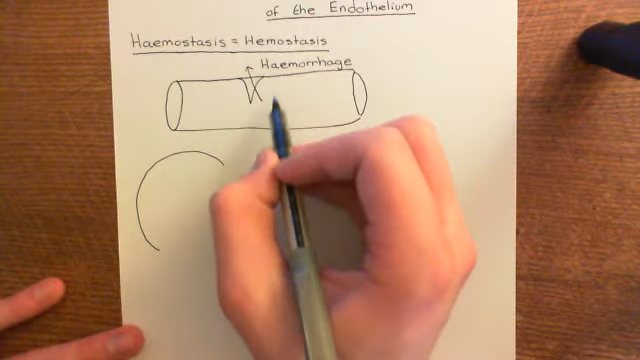 of the Endothelium
Haemostasis = Hemostasis
Haemorrhage